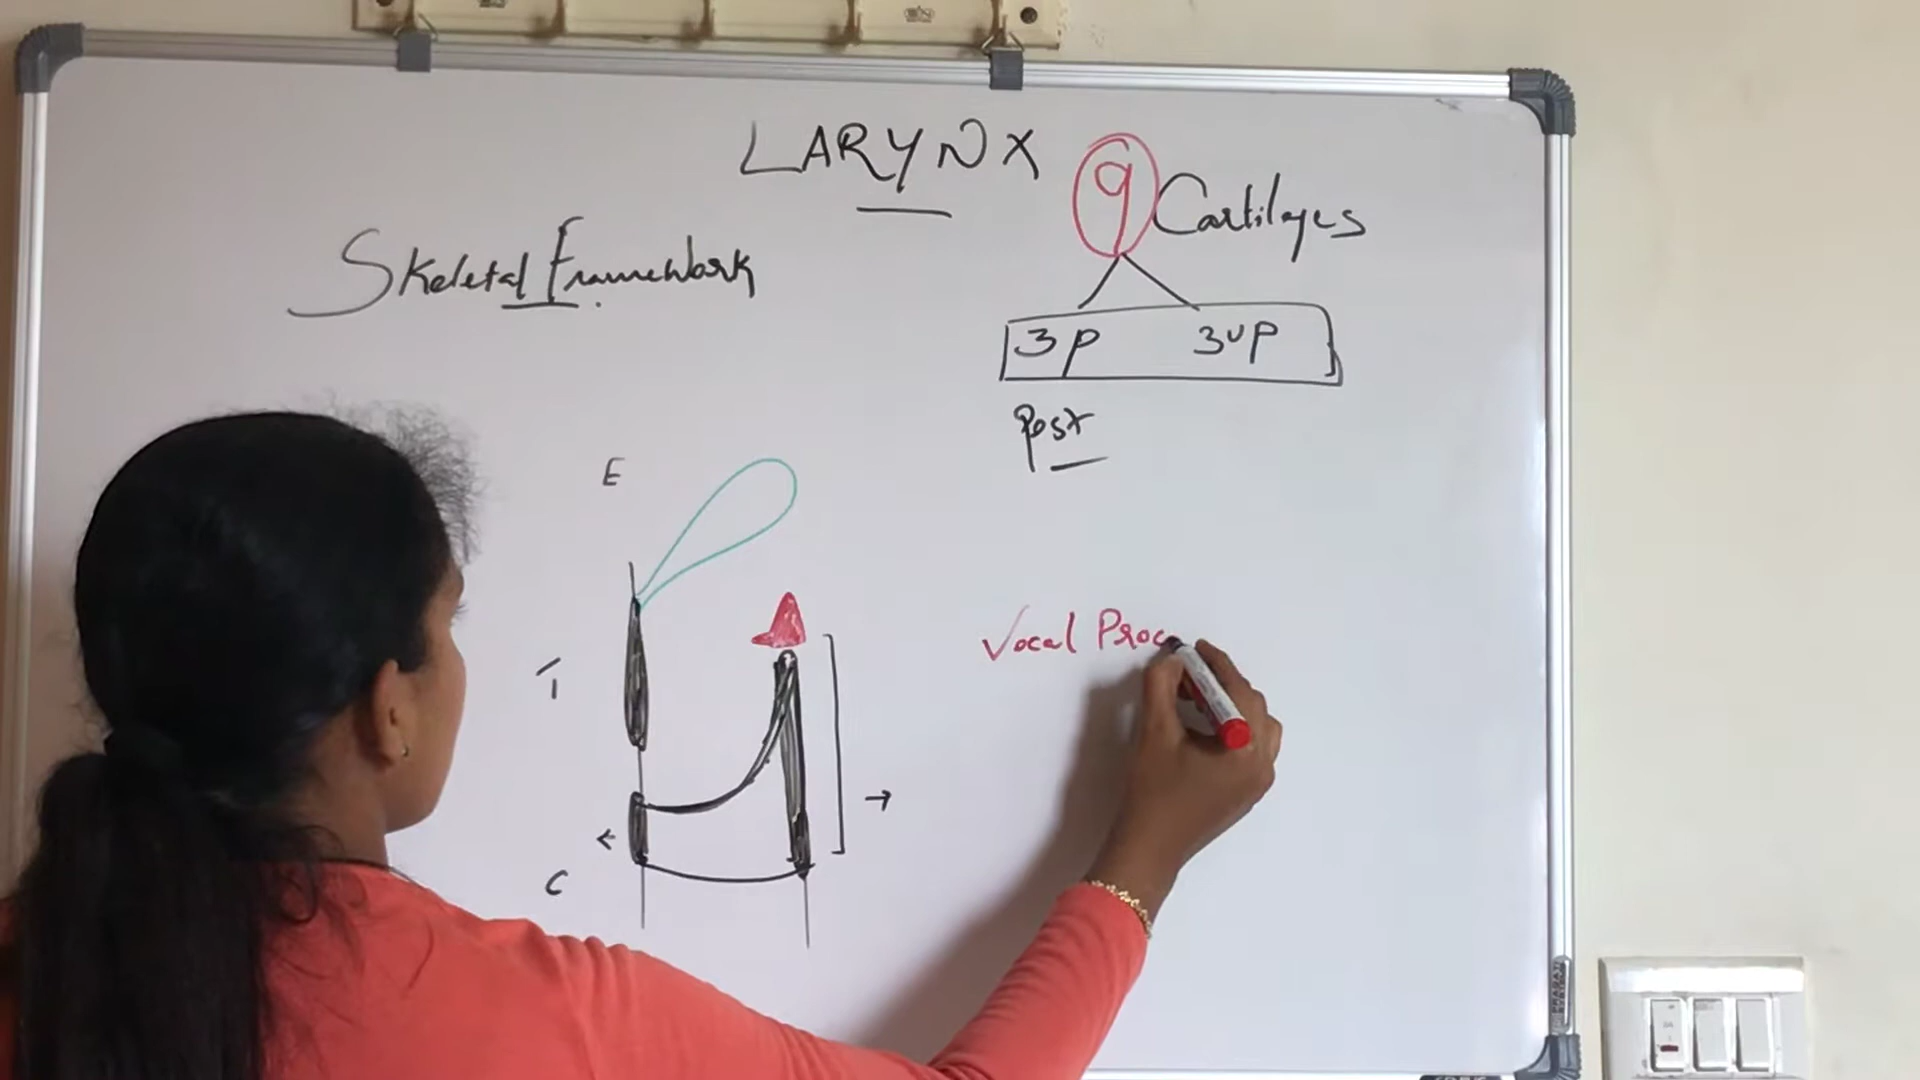 LARYNX
9 Cartilages
Skeletal Framework
3P 3UP
Post
E
Vocal Proc
T
C